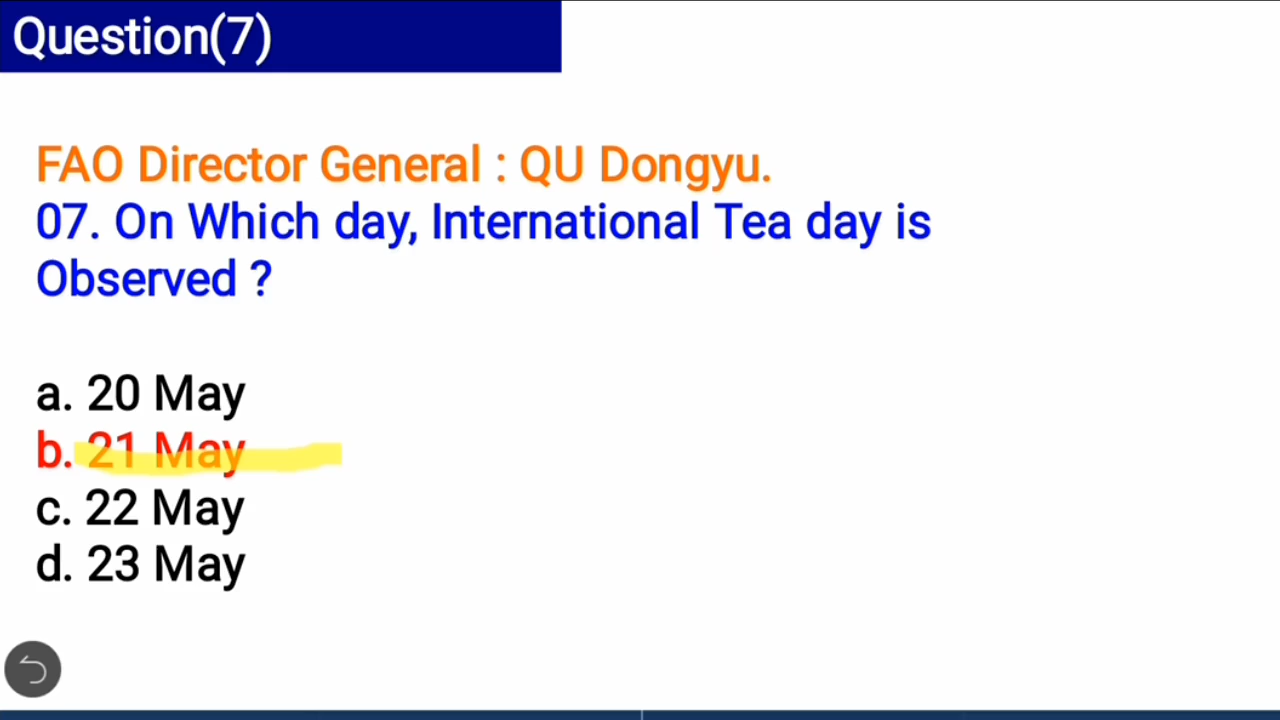 Question(7)
FAO Director General : QU Dongyu.
07. On Which day, International Tea day is
Observed ?
a. 20 May
b. 21 May
c. 22 May
d. 23 May